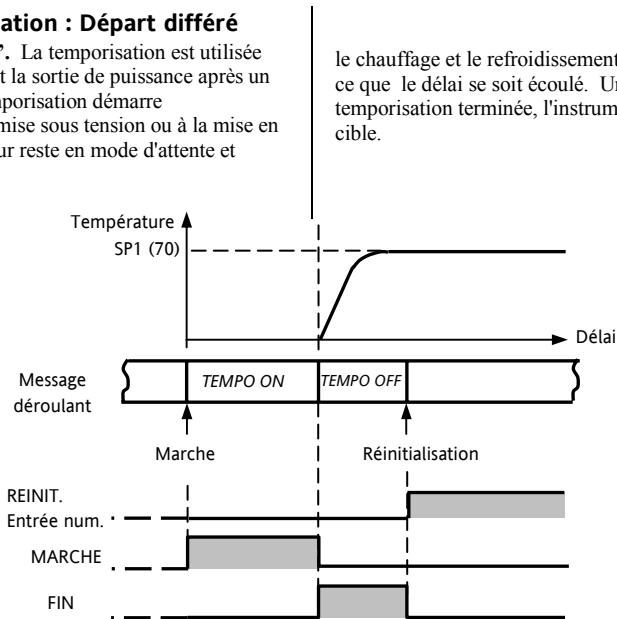 ation : Départ différé
". La temporisation est utilisée
t la sortie de puissance après un
mporisation démarre
mise sous tension ou à la mise en
ur reste en mode d'attente et
le chauffage et le refroidissement
ce que le délai se soit écoulé. Un
temporisation terminée, l'instrum
cible.
Température
SP1 (70)
Délai
Message
déroulant
TEMPO ON
TEMPO OFF
Marche
Réinitialisation
REINIT.
Entrée num.
MARCHE
FIN